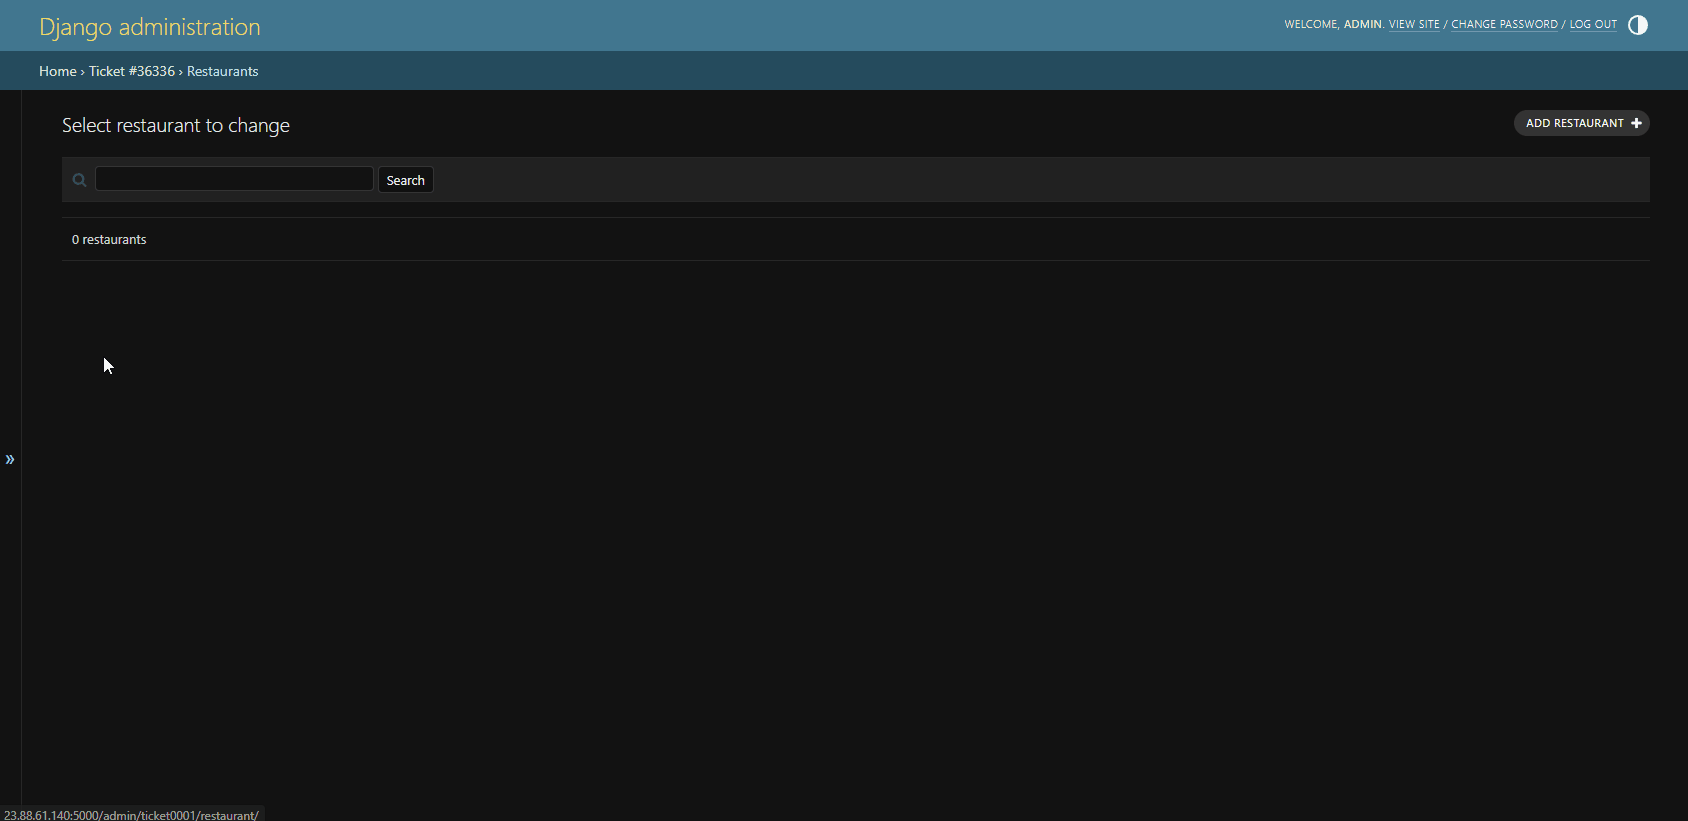 Django administration
WELCOME, ADMIN. VIEW SITE / CHANGE PASSWORD / LOG OUT
Home › Ticket #36336 › Restaurants
Select restaurant to change
ADD RESTAURANT
Search
0 restaurants
»
23.88.61.140:5000/admin/ticket0001/restaurant/